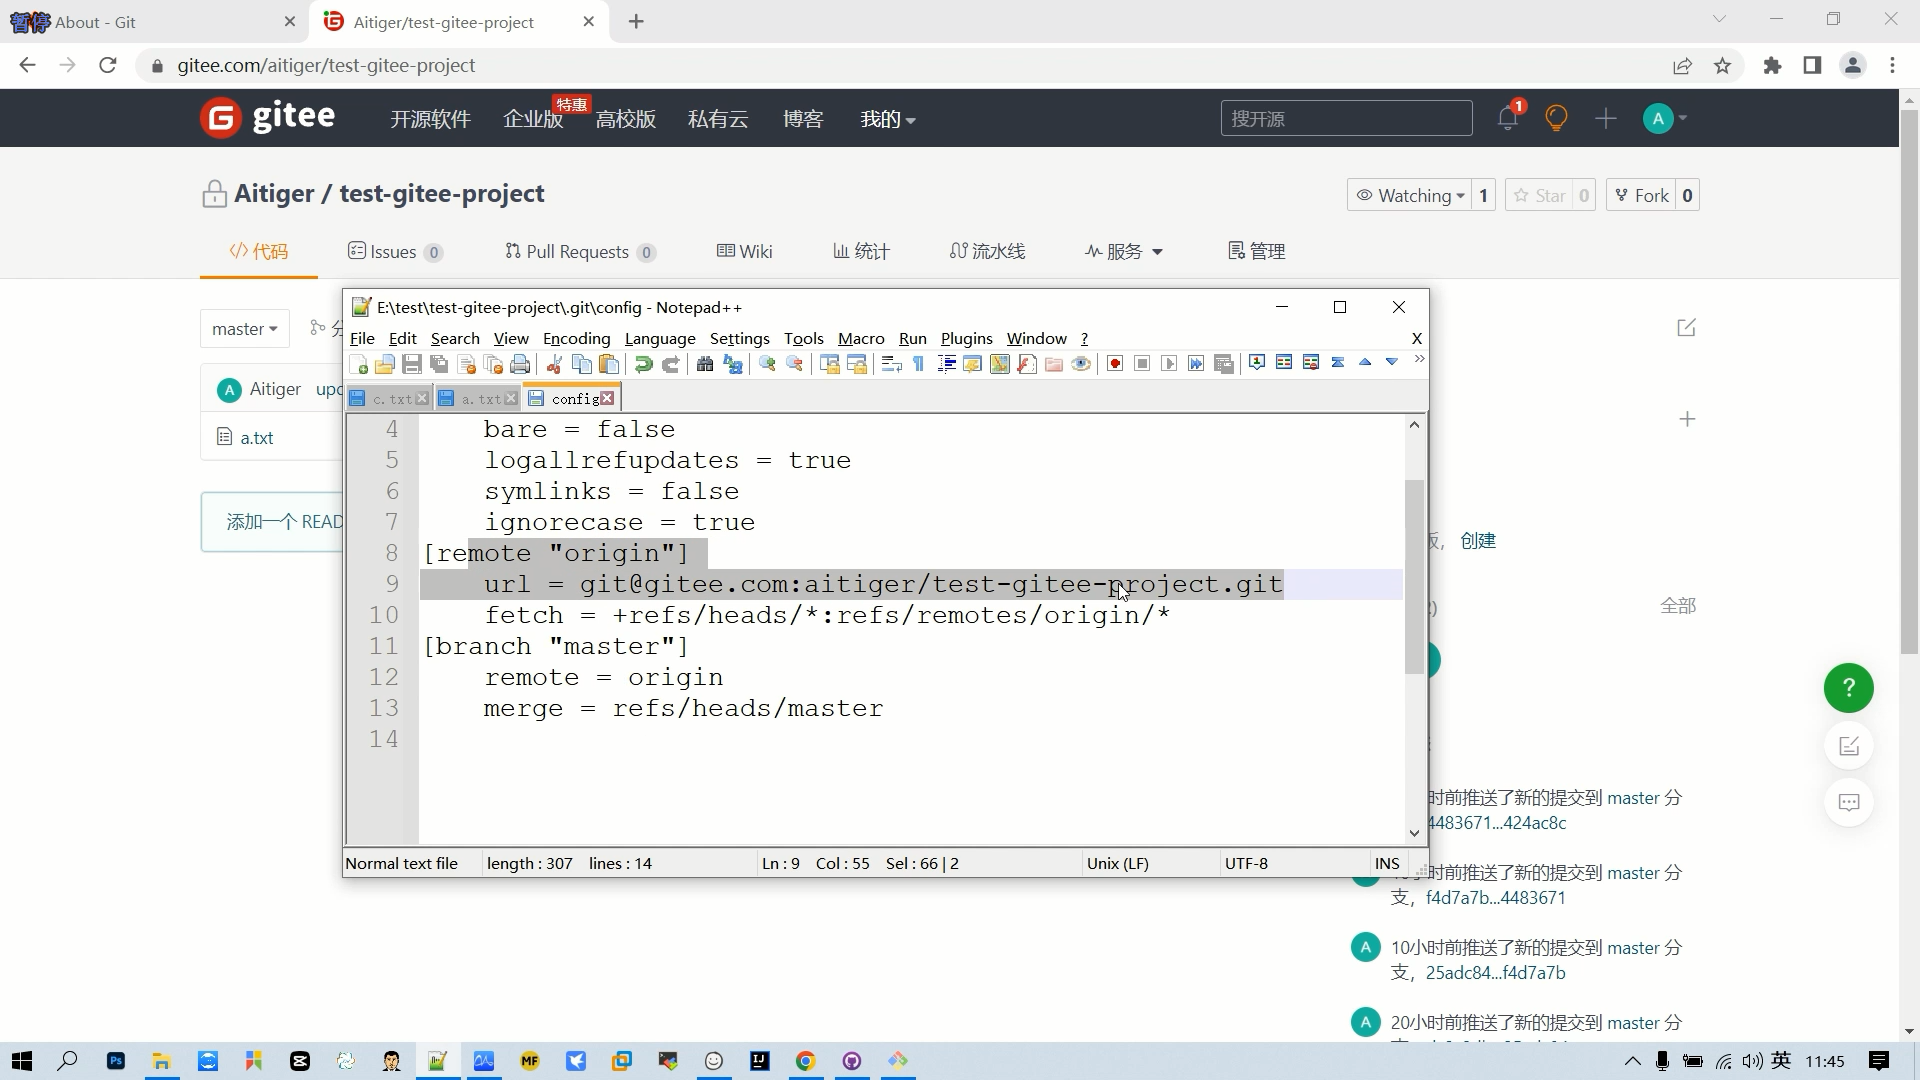 暂停
About - Git
Aitiger/test-gitee-project
gitee.com/aitiger/test-gitee-project
gitee
开源软件
企业版
特惠
高校版
私有云
博客
我的
搜开源
1
A
Aitiger / test-gitee-project
Watching 1
Star 0
Fork 0
代码
Issues 0
Pull Requests 0
Wiki
统计
流水线
服务
管理
master
分
A Aitiger
a.txt
添加一个 READ
E:\test\test-gitee-project\.git\config - Notepad++
File Edit Search View Encoding Language Settings Tools Macro Run Plugins Window ? X
c.txt a.txt config
4 bare = false
5 logallrefupdates = true
6 symlinks = false
7 ignorecase = true
8 [remote "origin"]
9 url = git@gitee.com:aitiger/test-gitee-project.git
10 fetch = +refs/heads/*:refs/remotes/origin/*
11 [branch "master"]
12 remote = origin
13 merge = refs/heads/master
14
Normal text file length : 307 lines : 14 Ln : 9 Col : 55 Sel : 66 | 2 Unix (LF) UTF-8 INS
创建
全部
时前推送了新的提交到 master 分
4483671...424ac8c
时前推送了新的提交到 master 分
支，f4d7a7b...4483671
A 10小时前推送了新的提交到 master 分
支，25adc84...f4d7a7b
A 20小时前推送了新的提交到 master 分
?
Ps
MF
IJ
英
11:45